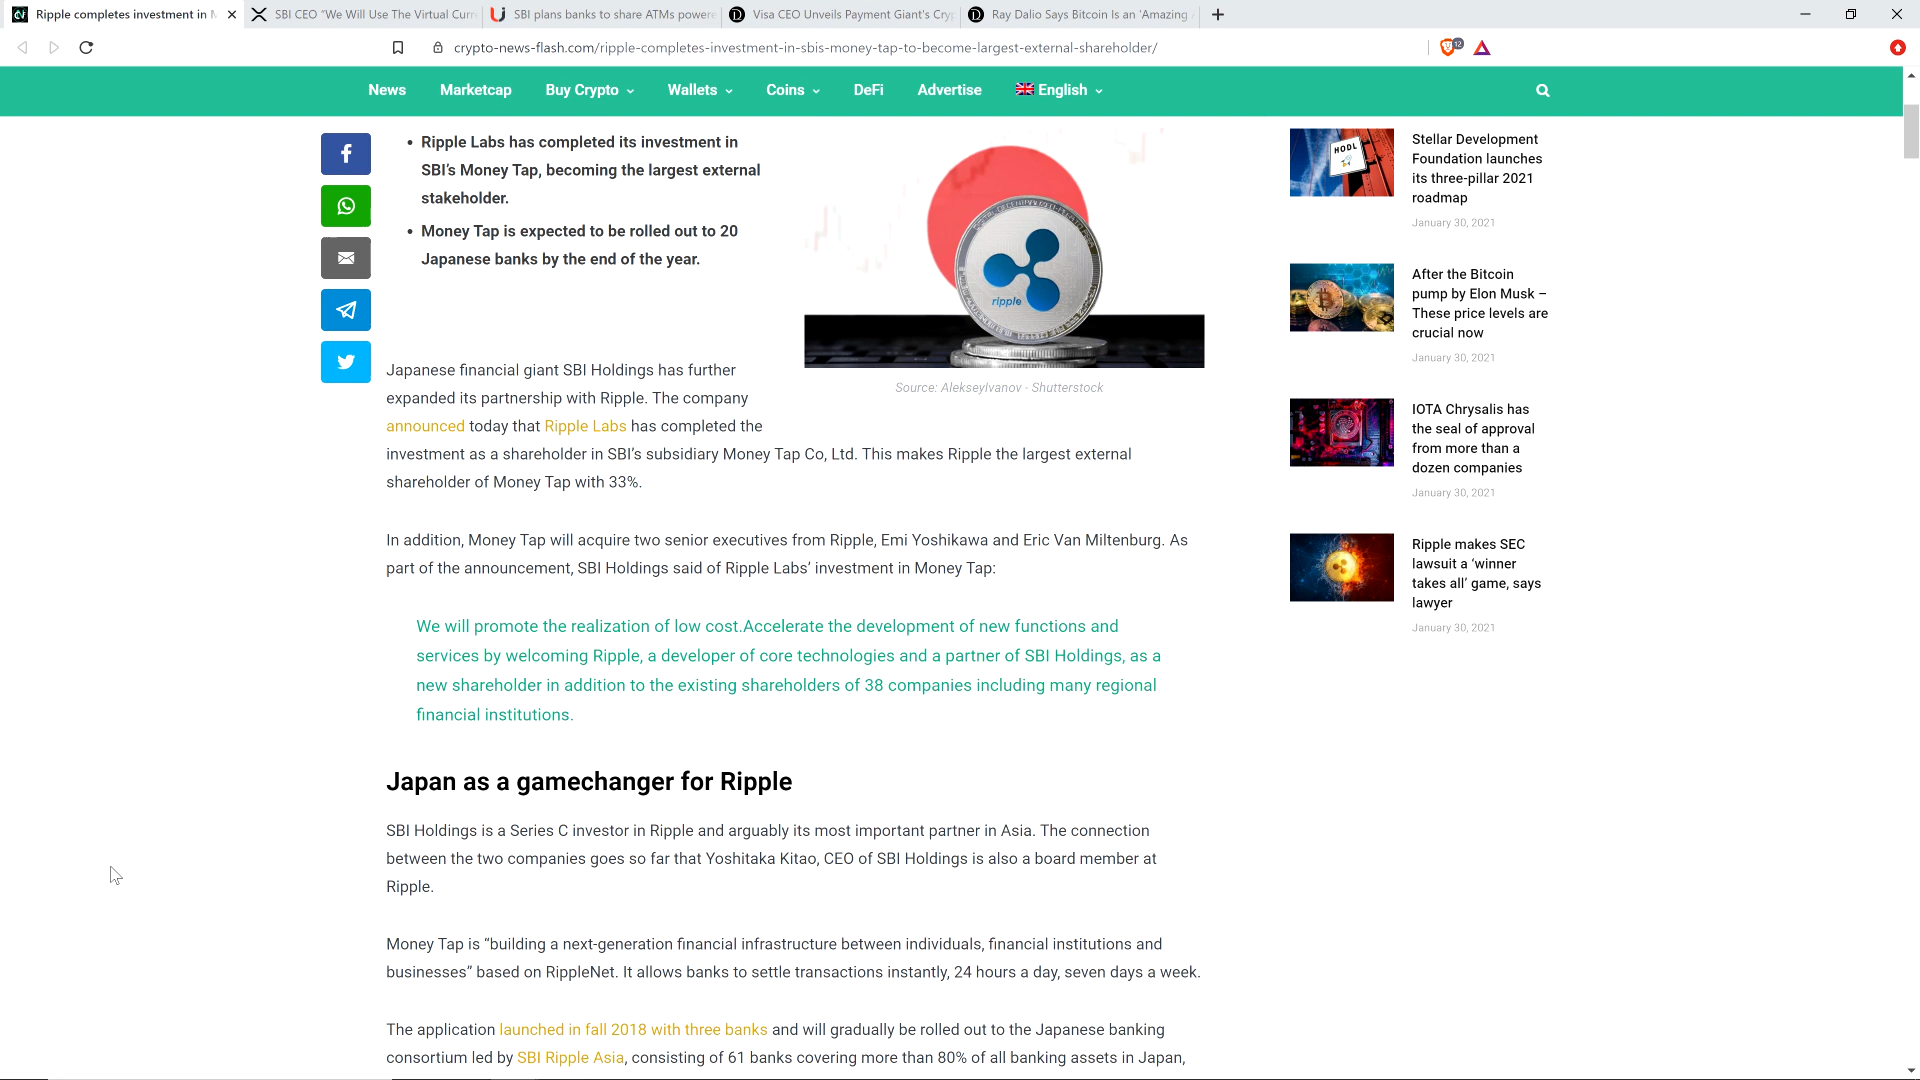 Ripple completes investment in
SBI CEO “We Will Use The Virtual Curr
SBI plans banks to share ATMs powere
Visa CEO Unveils Payment Giant's Cry
Ray Dalio Says Bitcoin Is an 'Amazing
crypto-news-flash.com/ripple-completes-investment-in-sbis-money-tap-to-become-largest-external-shareholder/
12
News Marketcap Buy Crypto Wallets Coins DeFi Advertise English
• Ripple Labs has completed its investment in
SBI’s Money Tap, becoming the largest external
stakeholder.
• Money Tap is expected to be rolled out to 20
Japanese banks by the end of the year.
ripple
Source: AlekseyIvanov - Shutterstock
Japanese financial giant SBI Holdings has further
expanded its partnership with Ripple. The company
announced today that Ripple Labs has completed the
investment as a shareholder in SBI’s subsidiary Money Tap Co, Ltd. This makes Ripple the largest external
shareholder of Money Tap with 33%.
In addition, Money Tap will acquire two senior executives from Ripple, Emi Yoshikawa and Eric Van Miltenburg. As
part of the announcement, SBI Holdings said of Ripple Labs’ investment in Money Tap:
We will promote the realization of low cost.Accelerate the development of new functions and
services by welcoming Ripple, a developer of core technologies and a partner of SBI Holdings, as a
new shareholder in addition to the existing shareholders of 38 companies including many regional
financial institutions.
Japan as a gamechanger for Ripple
SBI Holdings is a Series C investor in Ripple and arguably its most important partner in Asia. The connection
between the two companies goes so far that Yoshitaka Kitao, CEO of SBI Holdings is also a board member at
Ripple.
Money Tap is “building a next-generation financial infrastructure between individuals, financial institutions and
businesses” based on RippleNet. It allows banks to settle transactions instantly, 24 hours a day, seven days a week.
The application launched in fall 2018 with three banks and will gradually be rolled out to the Japanese banking
consortium led by SBI Ripple Asia, consisting of 61 banks covering more than 80% of all banking assets in Japan,
HODL
Stellar Development
Foundation launches
its three-pillar 2021
roadmap
January 30, 2021
After the Bitcoin
pump by Elon Musk –
These price levels are
crucial now
January 30, 2021
IOTA Chrysalis has
the seal of approval
from more than a
dozen companies
January 30, 2021
Ripple makes SEC
lawsuit a ‘winner
takes all’ game, says
lawyer
January 30, 2021